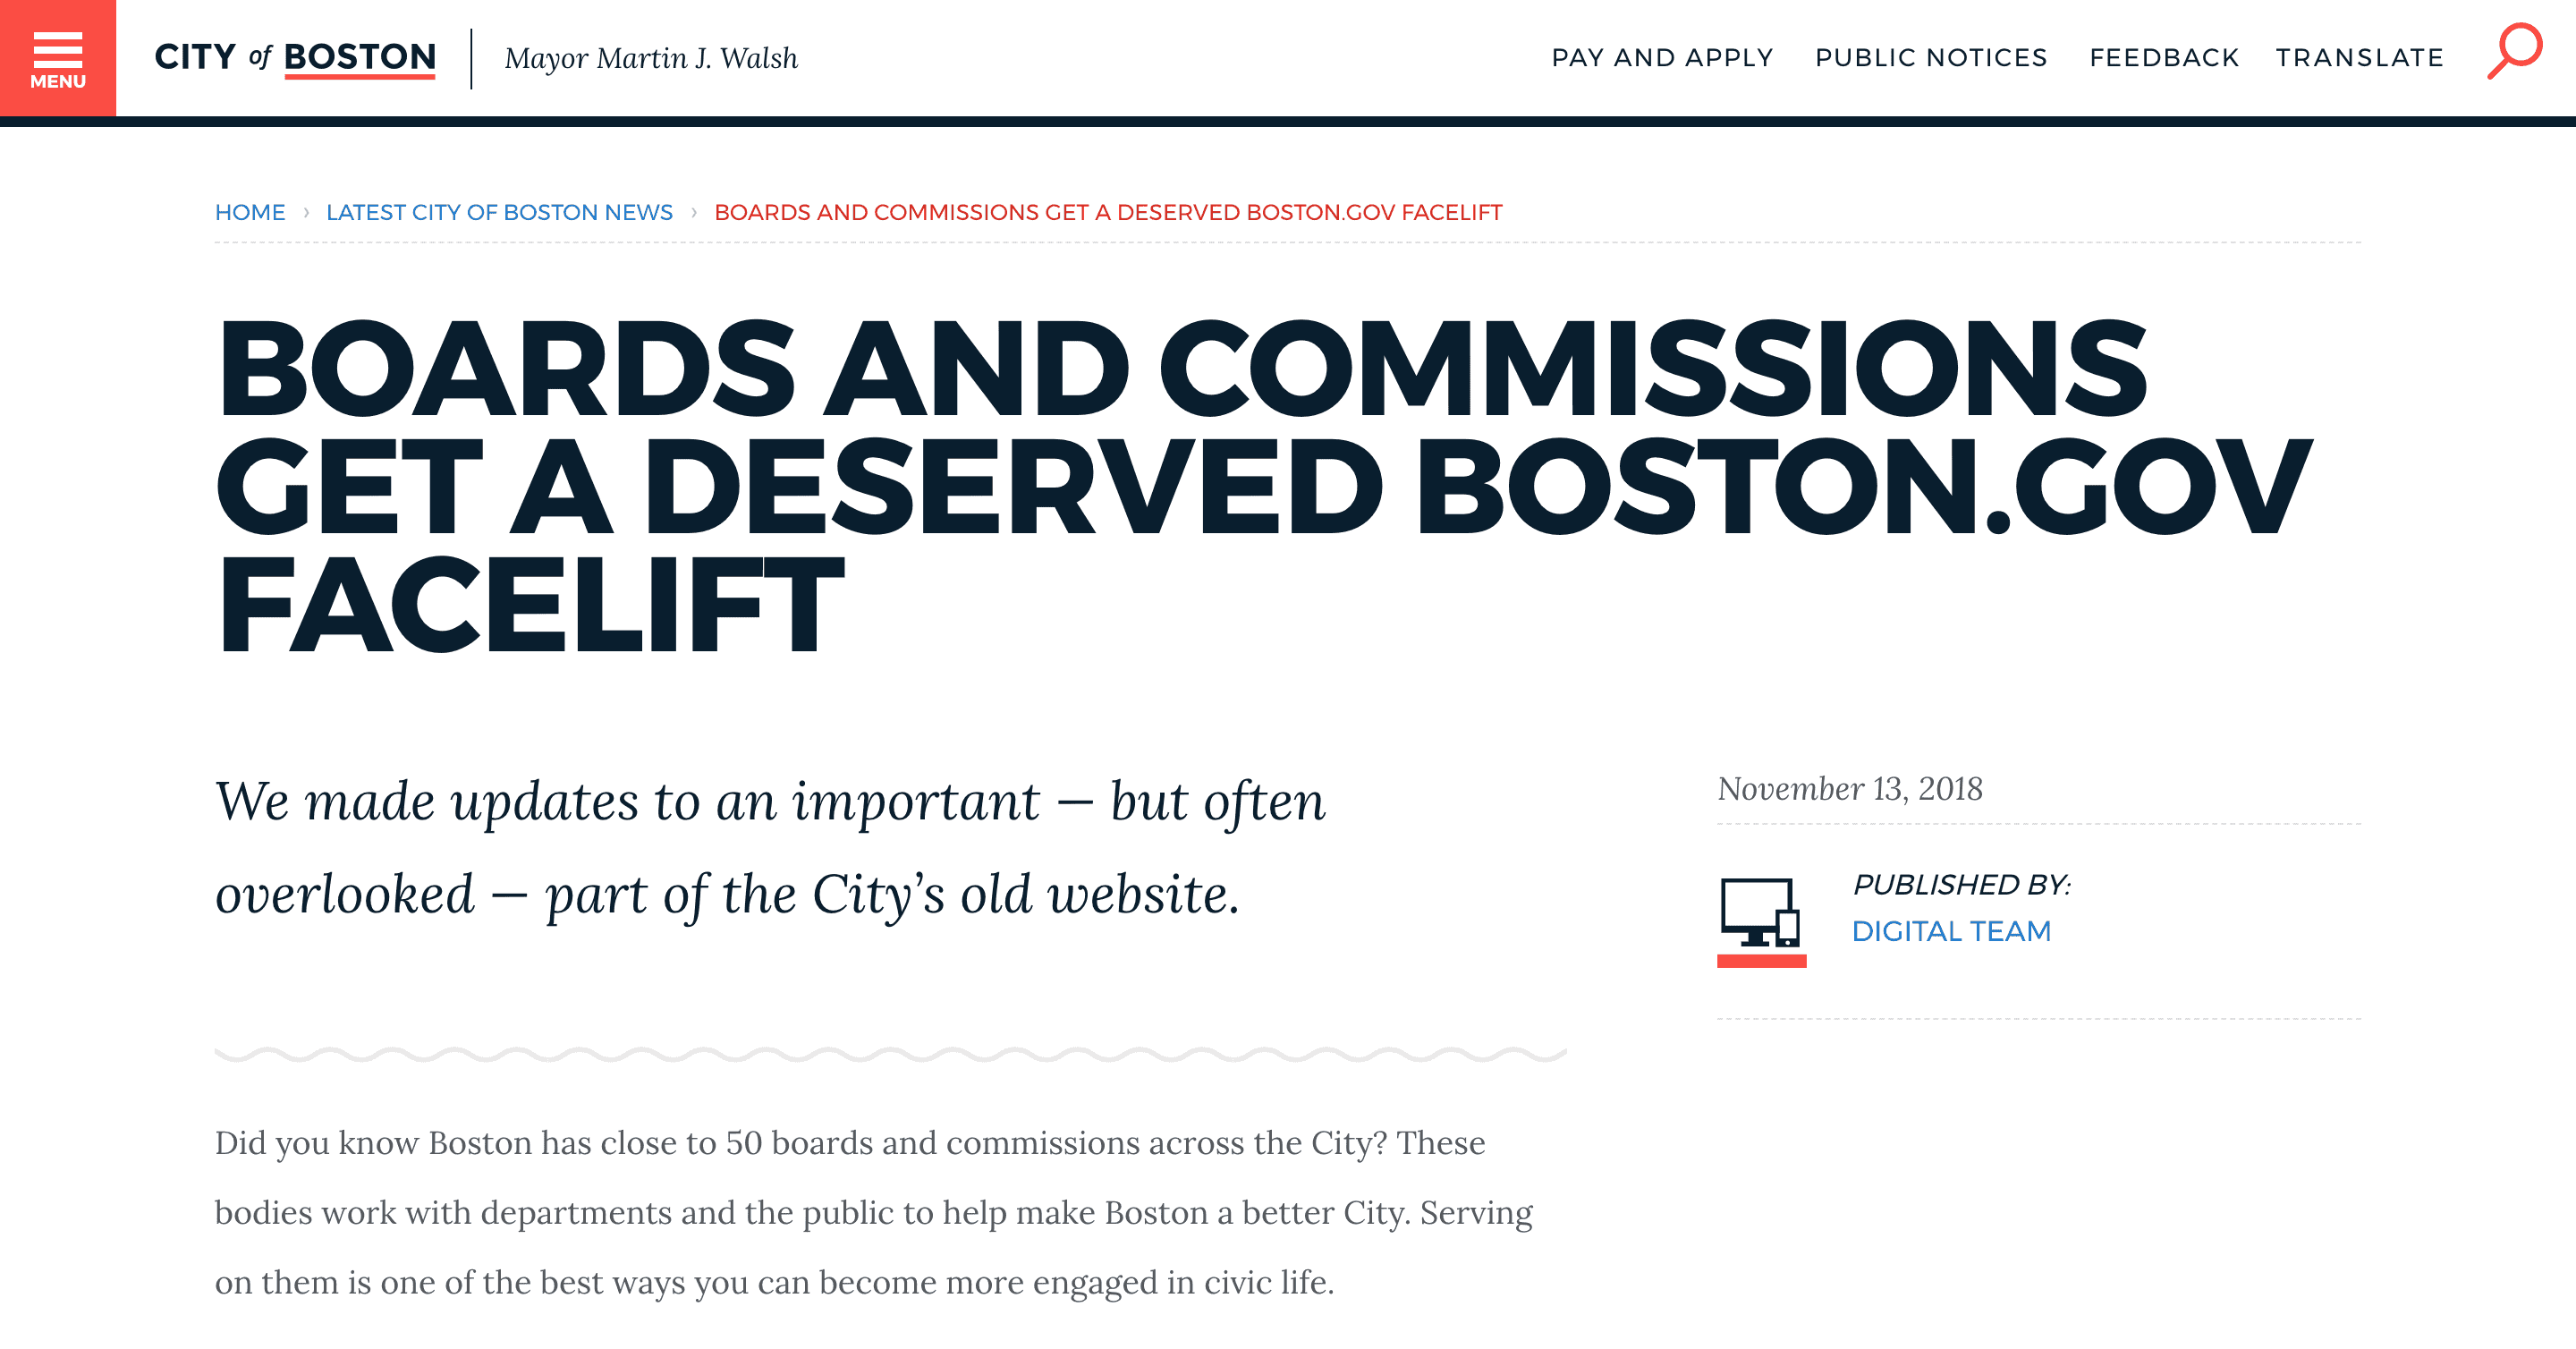 MENU
CITY of BOSTON
Mayor Martin J. Walsh
PAY AND APPLY
PUBLIC NOTICES
FEEDBACK
TRANSLATE
HOME › LATEST CITY OF BOSTON NEWS › BOARDS AND COMMISSIONS GET A DESERVED BOSTON.GOV FACELIFT
BOARDS AND COMMISSIONS
GET A DESERVED BOSTON.GOV
FACELIFT
We made updates to an important — but often
overlooked — part of the City’s old website.
November 13, 2018
PUBLISHED BY:
DIGITAL TEAM
Did you know Boston has close to 50 boards and commissions across the City? These
bodies work with departments and the public to help make Boston a better City. Serving
on them is one of the best ways you can become more engaged in civic life.